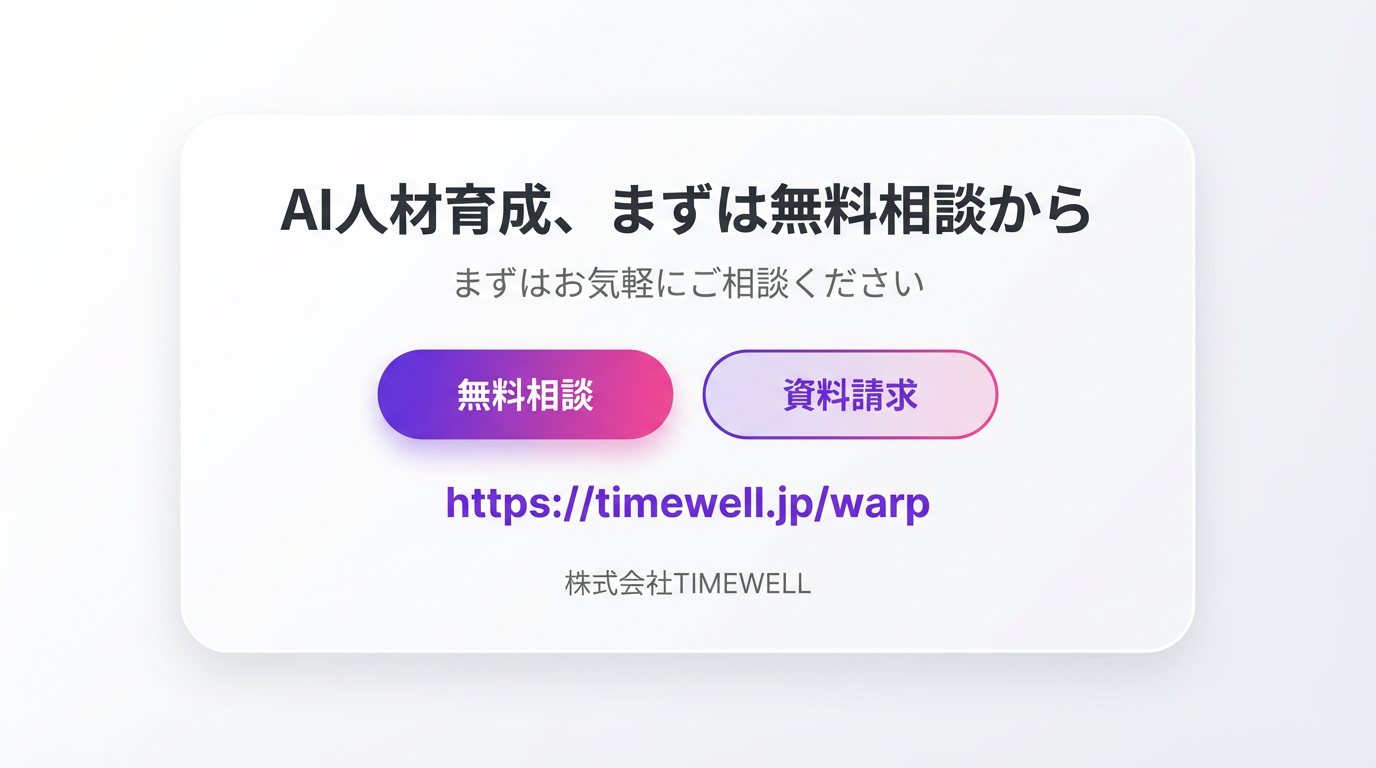 AI人材育成、まずは無料相談から
まずはお気軽にご相談ください
無料相談
資料請求
https://timewell.jp/warp
株式会社TIMEWELL